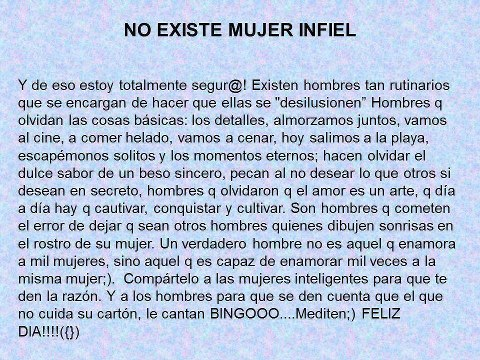 NO EXISTE MUJER INFIEL
Y de eso estoy totalmente segur@! Existen hombres tan rutinarios
que se encargan de hacer que ellas se "desilusionen” Hombres q
olvidan las cosas básicas: los detalles, almorzamos juntos, vamos
al cine, a comer helado, vamos a cenar, hoy salimos a la playa,
escapémonos solitos y los momentos eternos; hacen olvidar el
dulce sabor de un beso sincero, pecan al no desear lo que otros si
desean en secreto, hombres q olvidaron q el amor es un arte, q día
a día hay q cautivar, conquistar y cultivar. Son hombres q cometen
el error de dejar q sean otros hombres quienes dibujen sonrisas en
el rostro de su mujer. Un verdadero hombre no es aquel q enamora
a mil mujeres, sino aquel q es capaz de enamorar mil veces a la
misma mujer;).  Compártelo a las mujeres inteligentes para que te
den la razón. Y a los hombres para que se den cuenta que el que
no cuida su cartón, le cantan BINGOOO....Mediten;) FELIZ
DIA!!!!({})